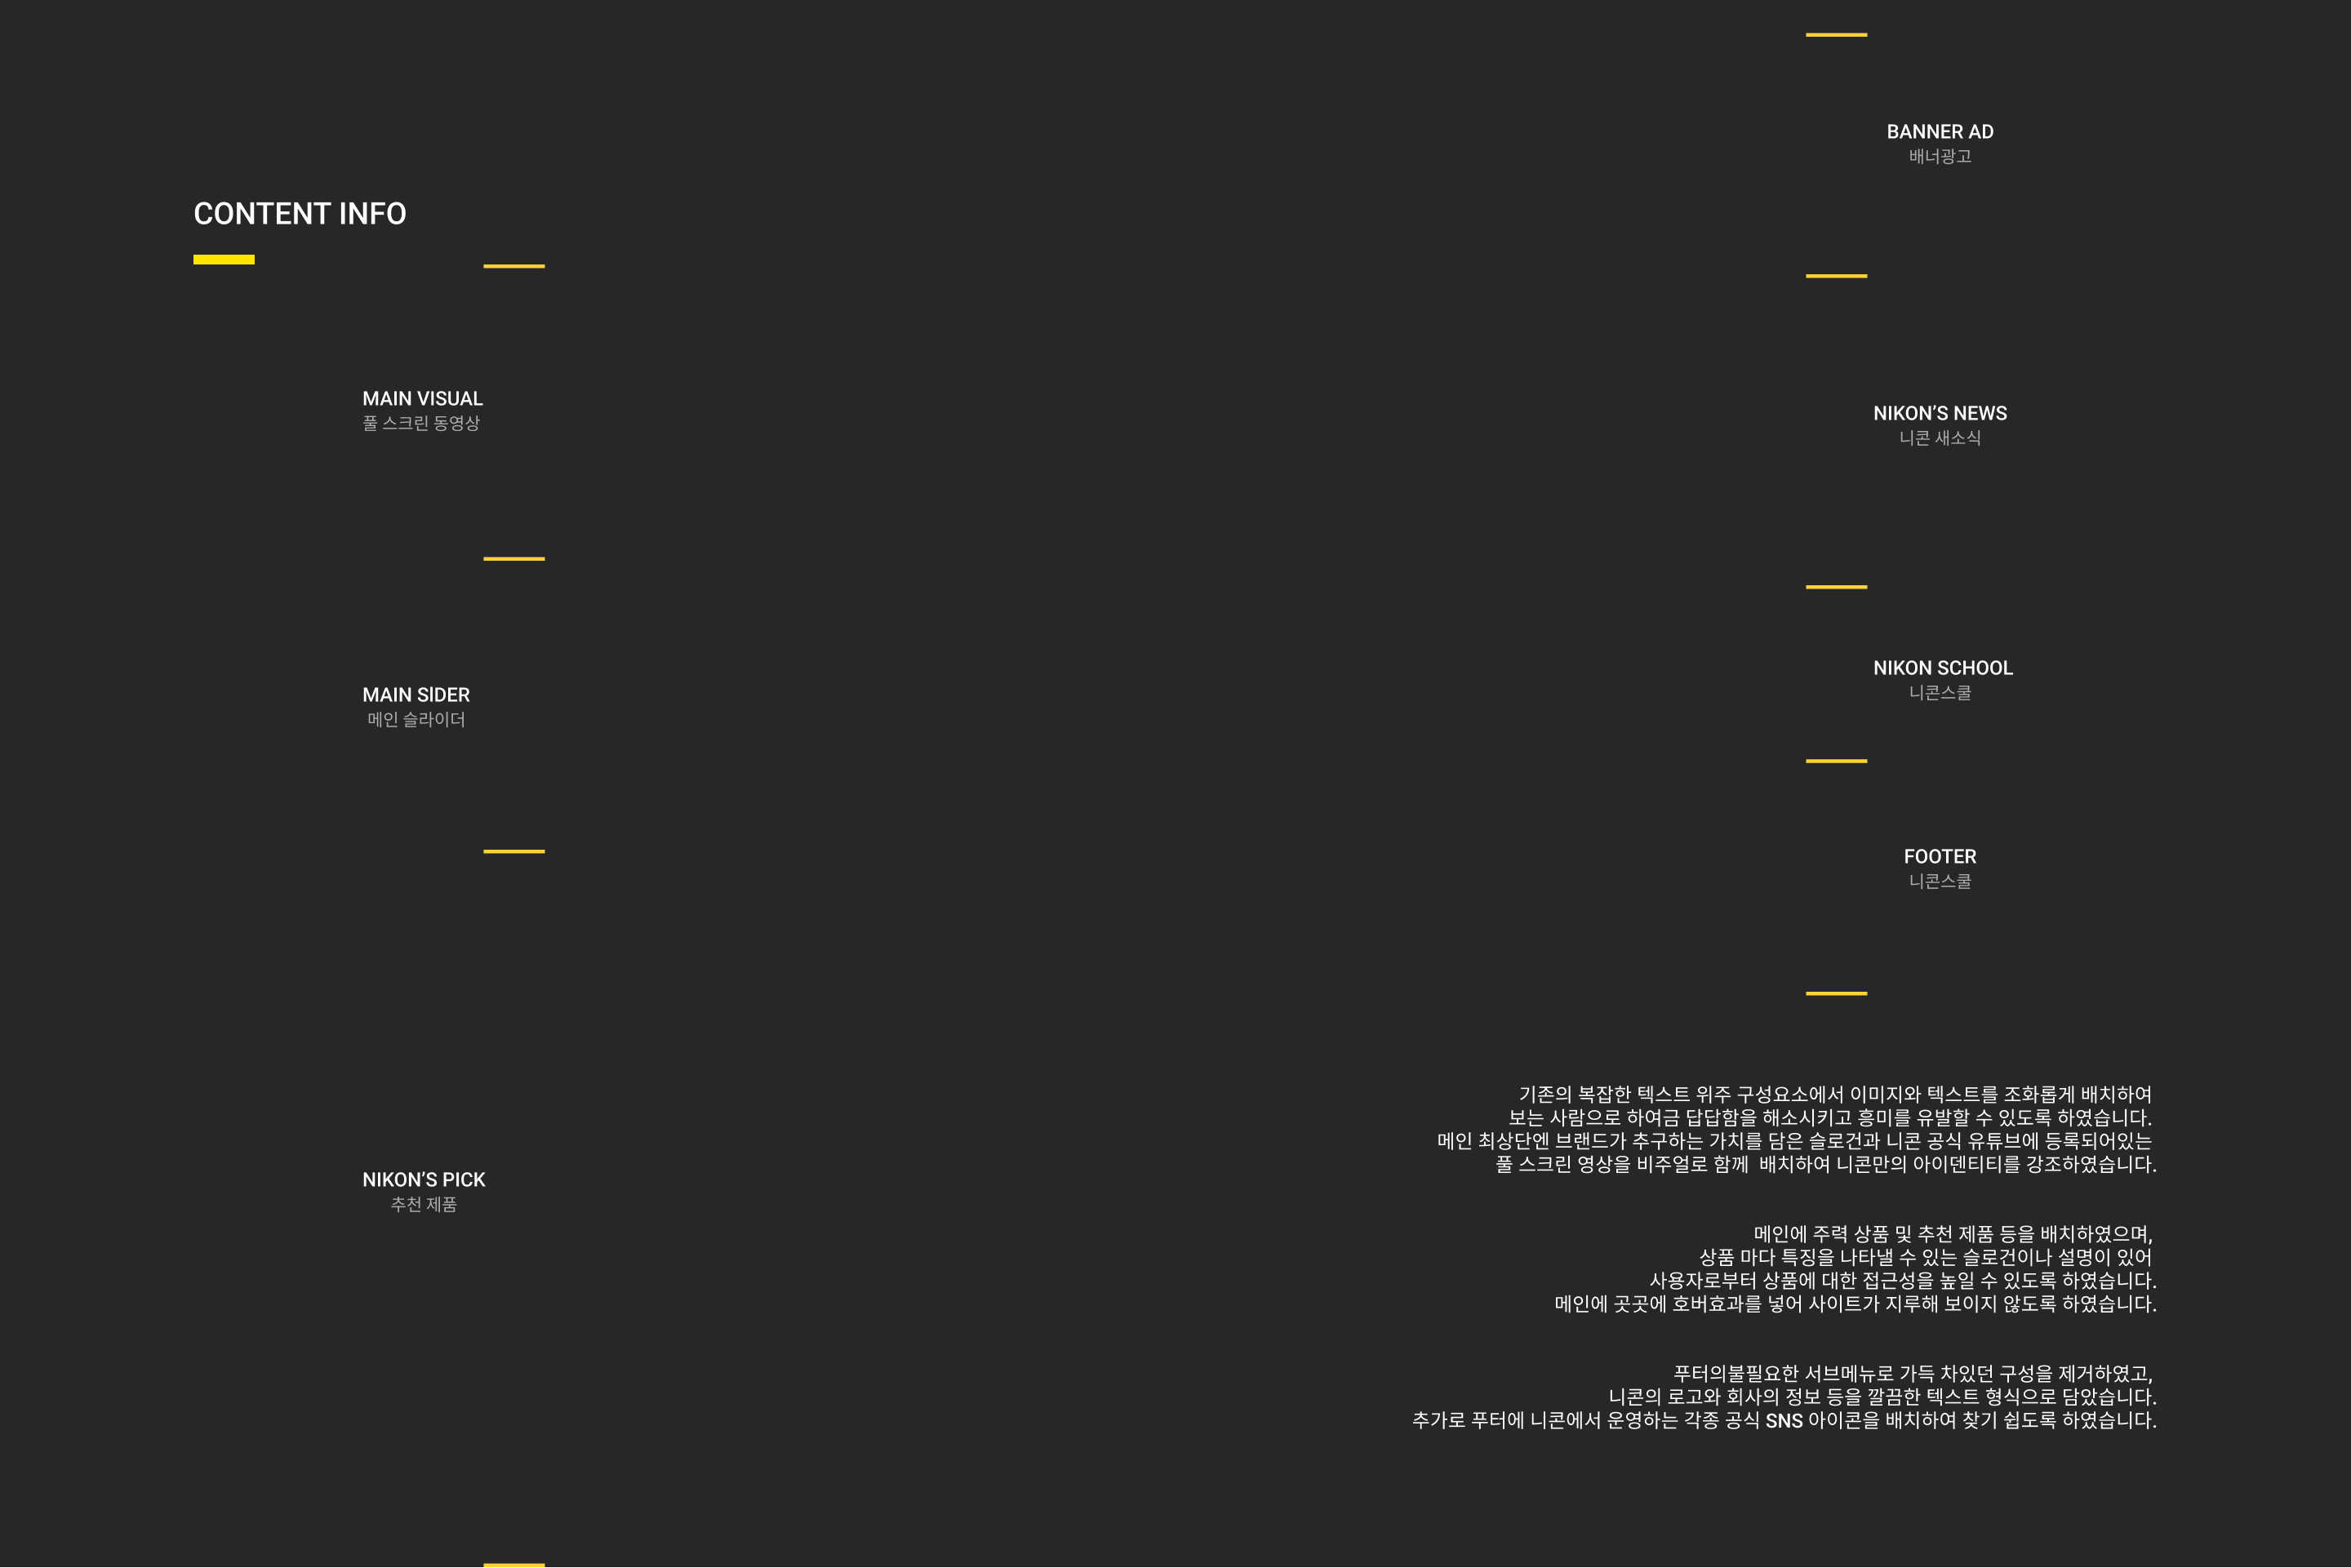 CONTENT INFO
MAIN VISUAL
풀 스크린 동영상
MAIN SlDER
메인 슬라이더
NIKON’S PICK
추천 제품
BANNER AD
배너광고
NIKON’S NEWS
니콘 새소식
NIKON SCHOOL
니콘스쿨
FOOTER
니콘스쿨
기존의 복잡한 텍스트 위주 구성요소에서 이미지와 텍스트를 조화롭게 배치하여
보는 사람으로 하여금 답답함을 해소시키고 흥미를 유발할 수 있도록 하였습니다.
메인 최상단엔 브랜드가 추구하는 가치를 담은 슬로건과 니콘 공식 유튜브에 등록되어있는
풀 스크린 영상을 비주얼로 함께 배치하여 니콘만의 아이덴티티를 강조하였습니다.
메인에 주력 상품 및 추천 제품 등을 배치하였으며,
상품 마다 특징을 나타낼 수 있는 슬로건이나 설명이 있어
사용자로부터 상품에 대한 접근성을 높일 수 있도록 하였습니다.
메인에 곳곳에 호버효과를 넣어 사이트가 지루해 보이지 않도록 하였습니다.
푸터의불필요한 서브메뉴로 가득 차있던 구성을 제거하였고,
니콘의 로고와 회사의 정보 등을 깔끔한 텍스트 형식으로 담았습니다.
추가로 푸터에 니콘에서 운영하는 각종 공식 SNS 아이콘을 배치하여 찾기 쉽도록 하였습니다.